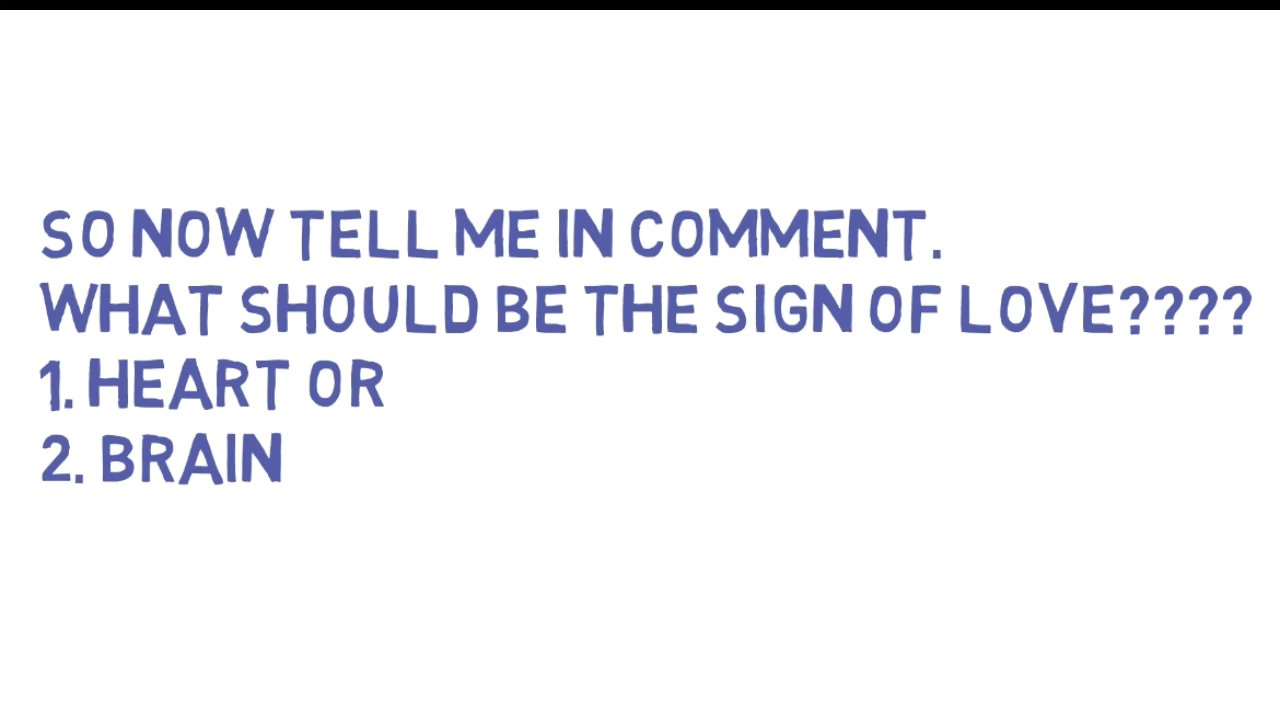 SO NOW TELL ME IN COMMENT.
WHAT SHOULD BE THE SIGN OF LOVE????
1. HEART OR
2. BRAIN